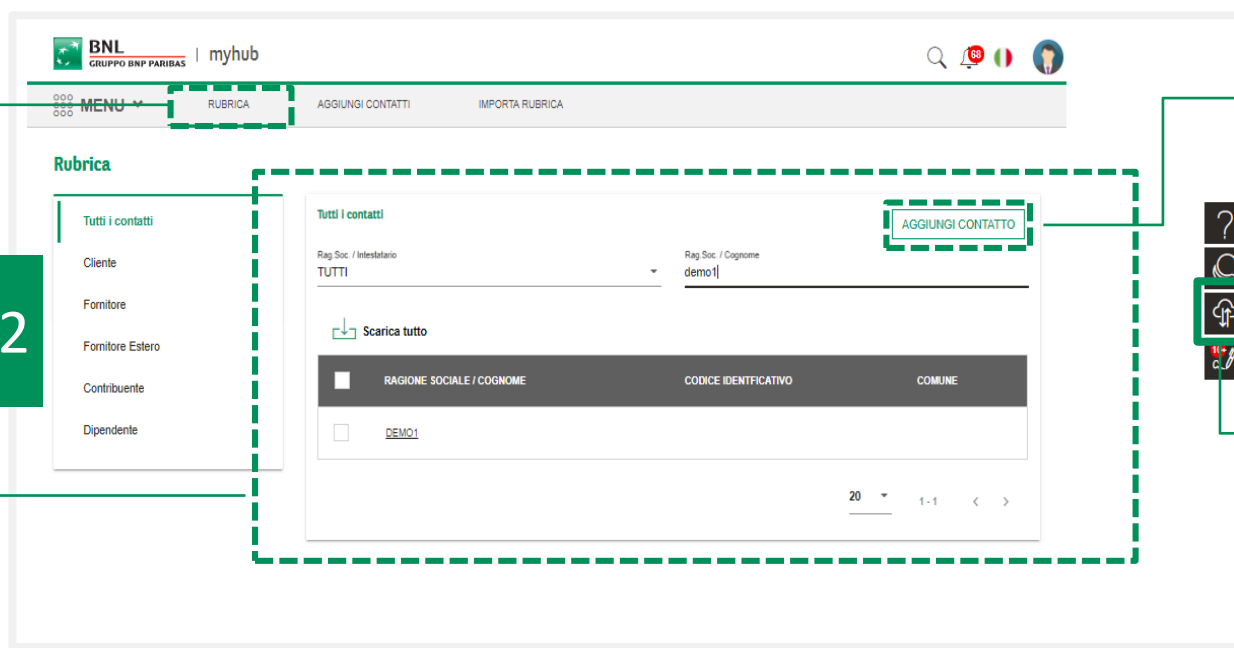 BNL
GRUPPO BNP PARIBAS
myhub
68
MENU
RUBRICA
AGGIUNGI CONTATTI
IMPORTA RUBRICA
Rubrica
Tutti i contatti
Cliente
Fornitore
Fornitore Estero
Contribuente
Dipendente
2
Tutti i contatti
AGGIUNGI CONTATTO
Rag.Soc. / Intestatario
TUTTI
Rag.Soc. / Cognome
demo1
Scarica tutto
RAGIONE SOCIALE / COGNOME
CODICE IDENTFICATIVO
COMUNE
DEMO1
20
1-1
?
10+